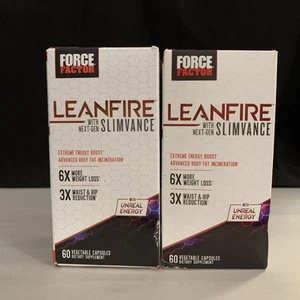 FORCE
FACTOR
LEANFIRE
WITH
NEXT-GEN
SLIMVANCE
EXTREME ENERGY BOOST
ADVANCED BODY FAT INCINERATION
6X MORE
WEIGHT LOSS
3X WAIST & HIP
REDUCTION
WITH
UNREAL
ENERGY
60 VEGETABLE CAPSULES
DIETARY SUPPLEMENT
FORCE
FACTOR
LEANFIRE
WITH
NEXT-GEN
SLIMVANCE
EXTREME ENERGY BOOST
ADVANCED BODY FAT INCINERATION
6X MORE
WEIGHT LOSS
3X WAIST & HIP
REDUCTION
WITH
UNREAL
ENERGY
60 VEGETABLE CAPSULES
DIETARY SUPPLEMENT